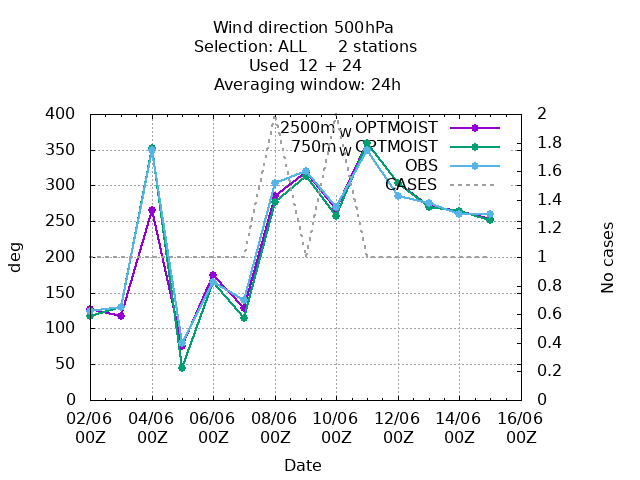 Wind direction 500hPa
Selection: ALL 2 stations
Used 12 + 24
Averaging window: 24h
2500m_W OPTMOIST
750m_W OPTMOIST
OBS
CASES
400
350
300
250
200
150
100
50
0
deg
2
1.8
1.6
1.4
1.2
1
0.8
0.6
0.4
0.2
0
No cases
02/06 04/06 06/06 08/06 10/06 12/06 14/06 16/06
00Z 00Z 00Z 00Z 00Z 00Z 00Z 00Z
Date